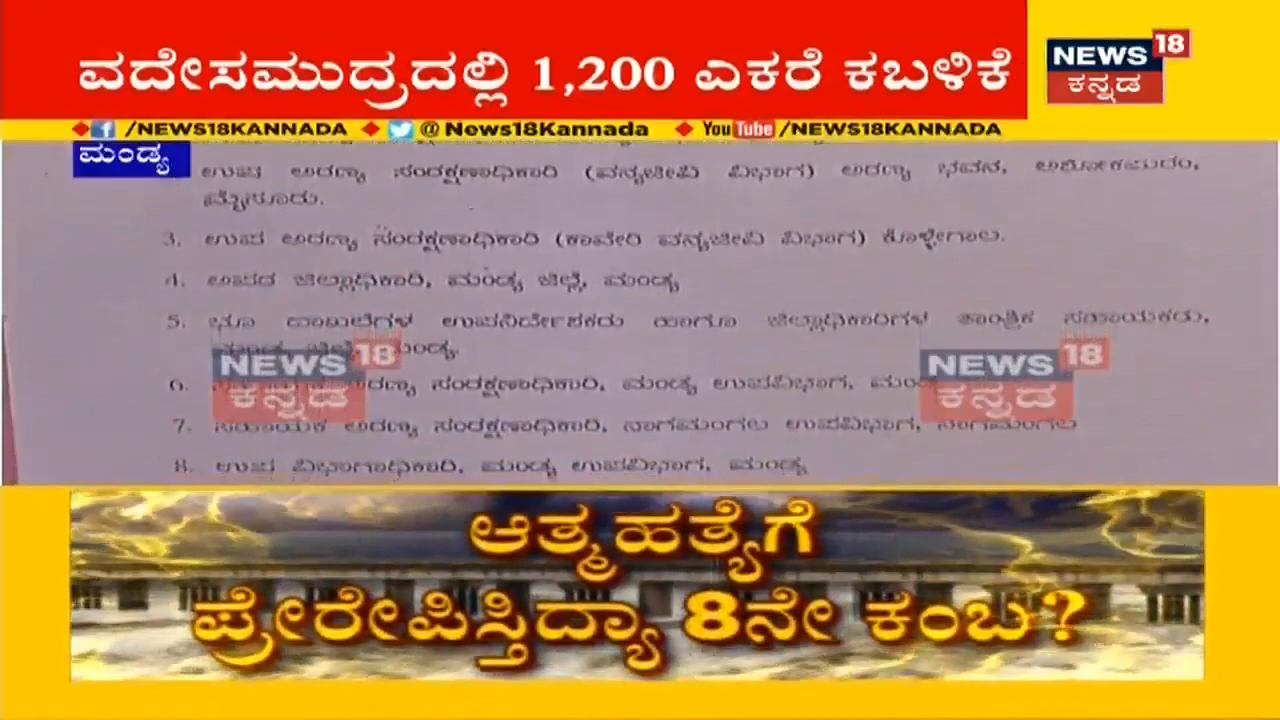 ವದೇಸಮುದ್ರದಲ್ಲಿ 1,200 ಎಕರೆ ಕಬಳಿಕೆ
NEWS 18
ಕನ್ನಡ
/NEWS18KANNADA @News18Kannada YouTube /NEWS18KANNADA
ಮಂಡ್ಯ
ಉಪ ಅರಣ್ಯ ಸಂರಕ್ಷಣಾಧಿಕಾರಿ (ವನ್ಯಜೀವಿ ವಿಭಾಗ) ಅರಣ್ಯ ಭವನ, ಅಶೋಕಪುರಂ,
ಮೈಸೂರು.
3. ಉಪ ಅರಣ್ಯ ಸಂರಕ್ಷಣಾಧಿಕಾರಿ (ಕಾವೇರಿ ವನ್ಯಜೀವಿ ವಿಭಾಗ) ಕೊಳ್ಳೇಗಾಲ.
4. ಅಪರ ಜಿಲ್ಲಾಧಿಕಾರಿ, ಮಂಡ್ಯ ಜಿಲ್ಲೆ, ಮಂಡ್ಯ
5. ಭೂ ದಾಖಲೆಗಳ ಉಪನಿರ್ದೇಶಕರು ಹಾಗೂ ಜಿಲ್ಲಾಧಿಕಾರಿಗಳ ತಾಂತ್ರಿಕ ಸಹಾಯಕರು,
ಮಂಡ್ಯ ಜಿಲ್ಲೆ, ಮಂಡ್ಯ.
NEWS 18
ಕನ್ನಡ
NEWS 18
ಕನ್ನಡ
6. ಅರಣ್ಯ ಸಂರಕ್ಷಣಾಧಿಕಾರಿ, ಮಂಡ್ಯ ಉಪವಿಭಾಗ,
7. ಸಹಾಯಕ ಅರಣ್ಯ ಸಂರಕ್ಷಣಾಧಿಕಾರಿ, ನಾಗಮಂಗಲ ಉಪವಿಭಾಗ, ನಾಗಮಂಗಲ
8. ಉಪ ವಿಭಾಗಾಧಿಕಾರಿ, ಮಂಡ್ಯ ಉಪವಿಭಾಗ, ಮಂಡ್ಯ
ಆತ್ಮಹತ್ಯೆಗೆ
ಪ್ರೇರೇಪಿಸ್ತಿದ್ಯಾ 8ನೇ ಕಂಬ?